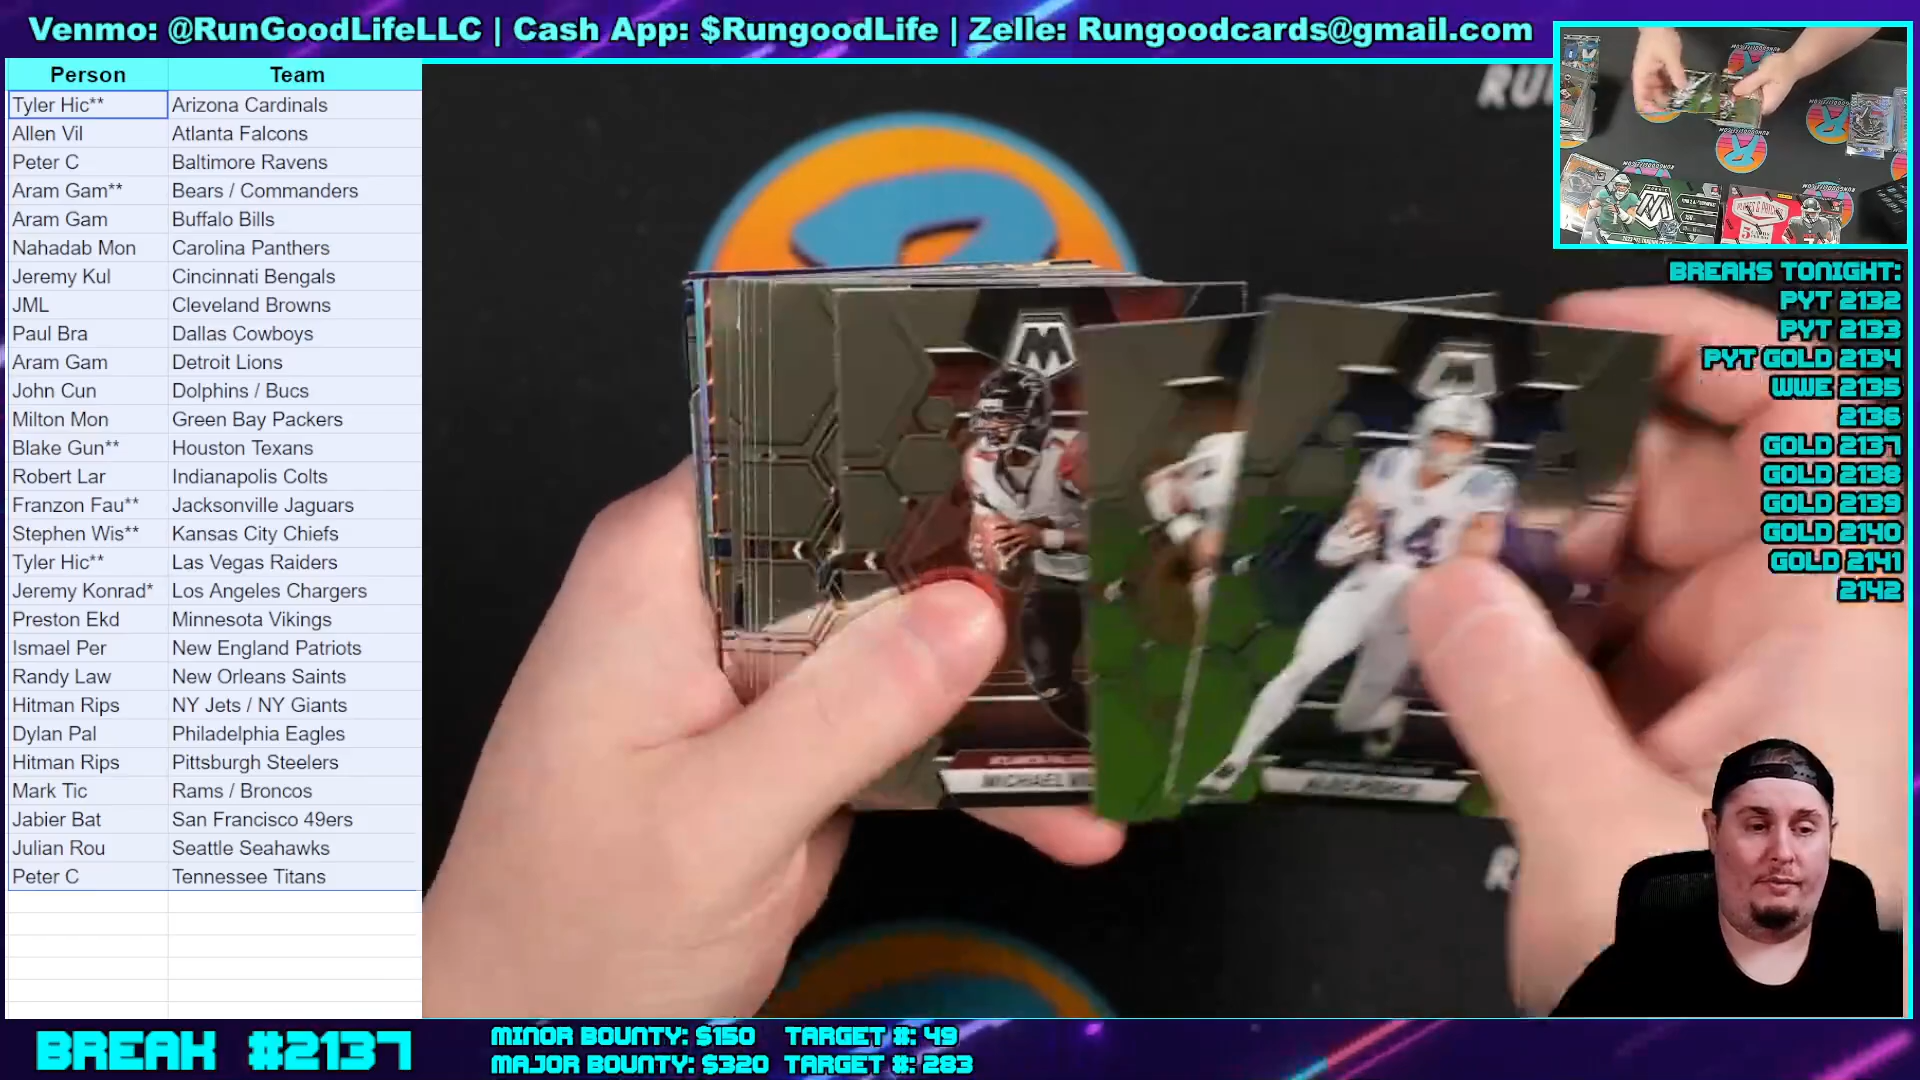 Venmo: @RunGoodLifeLLC | Cash App: $RungoodLife | Zelle: Rungoodcards@gmail.com
Person Team
Tyler Hic** Arizona Cardinals
Allen Vil Atlanta Falcons
Peter C Baltimore Ravens
Aram Gam** Bears / Commanders
Aram Gam Buffalo Bills
Nahadab Mon Carolina Panthers
Jeremy Kul Cincinnati Bengals
JML Cleveland Browns
Paul Bra Dallas Cowboys
Aram Gam Detroit Lions
John Cun Dolphins / Bucs
Milton Mon Green Bay Packers
Blake Gun** Houston Texans
Robert Lar Indianapolis Colts
Franzon Fau** Jacksonville Jaguars
Stephen Wis** Kansas City Chiefs
Tyler Hic** Las Vegas Raiders
Jeremy Konrad* Los Angeles Chargers
Preston Ekd Minnesota Vikings
Ismael Per New England Patriots
Randy Law New Orleans Saints
Hitman Rips NY Jets / NY Giants
Dylan Pal Philadelphia Eagles
Hitman Rips Pittsburgh Steelers
Mark Tic Rams / Broncos
Jabier Bat San Francisco 49ers
Julian Rou Seattle Seahawks
Peter C Tennessee Titans
MICHAEL
BREAKS TONIGHT:
PYT 2132
PYT 2133
PYT GOLD 2134
WWE 2135
2136
GOLD 2137
GOLD 2138
GOLD 2139
GOLD 2140
GOLD 2141
2142
BREAK #2137
MINOR BOUNTY: $150 TARGET #: 49
MAJOR BOUNTY: $320 TARGET #: 283